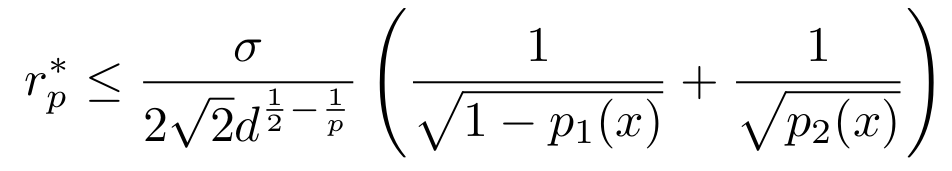 $r_p^* \leq \frac{\sigma}{2\sqrt{2}d^{\frac{1}{2}-\frac{1}{p}}} \left( \frac{1}{\sqrt{1-p_1(x)}} + \frac{1}{\sqrt{p_2(x)}} \right)$